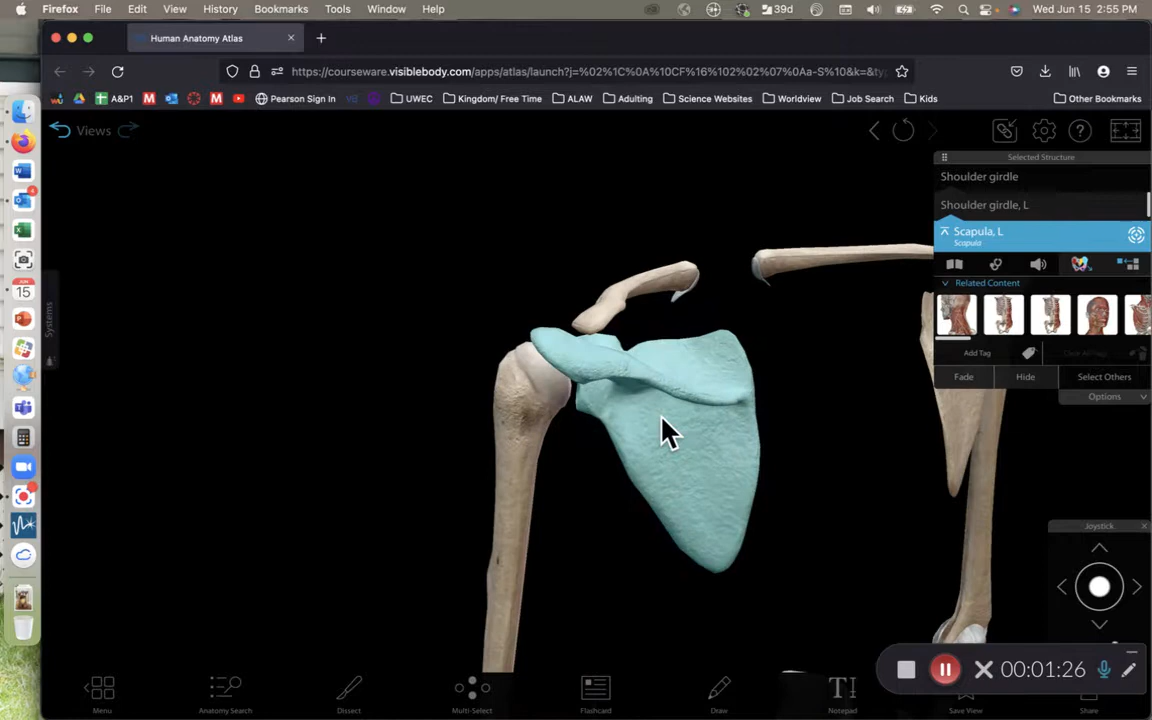 Firefox File Edit View History Bookmarks Tools Window Help 39d Wed Jun 15 2:55 PM
Human Anatomy Atlas
https://courseware.visiblebody.com/apps/atlas/launch?j=%02%1C%0A%10CF%16%102%02%07%0Aa-S%10&k=&ty
A&P1 Pearson Sign In UWEC Kingdom/ Free Time ALAW Adulting Science Websites Worldview Job Search Kids Other Bookmarks
Views
Selected Structure
Shoulder girdle
Shoulder girdle, L
Scapula, L
Scapula
Related Content
Add Tag
Fade Hide Select Others
Options
Systems
JUN
15
4
Joystick
00:01:26
Menu Anatomy Search Dissect Multi-Select Flashcard Draw Notepad Save View Share